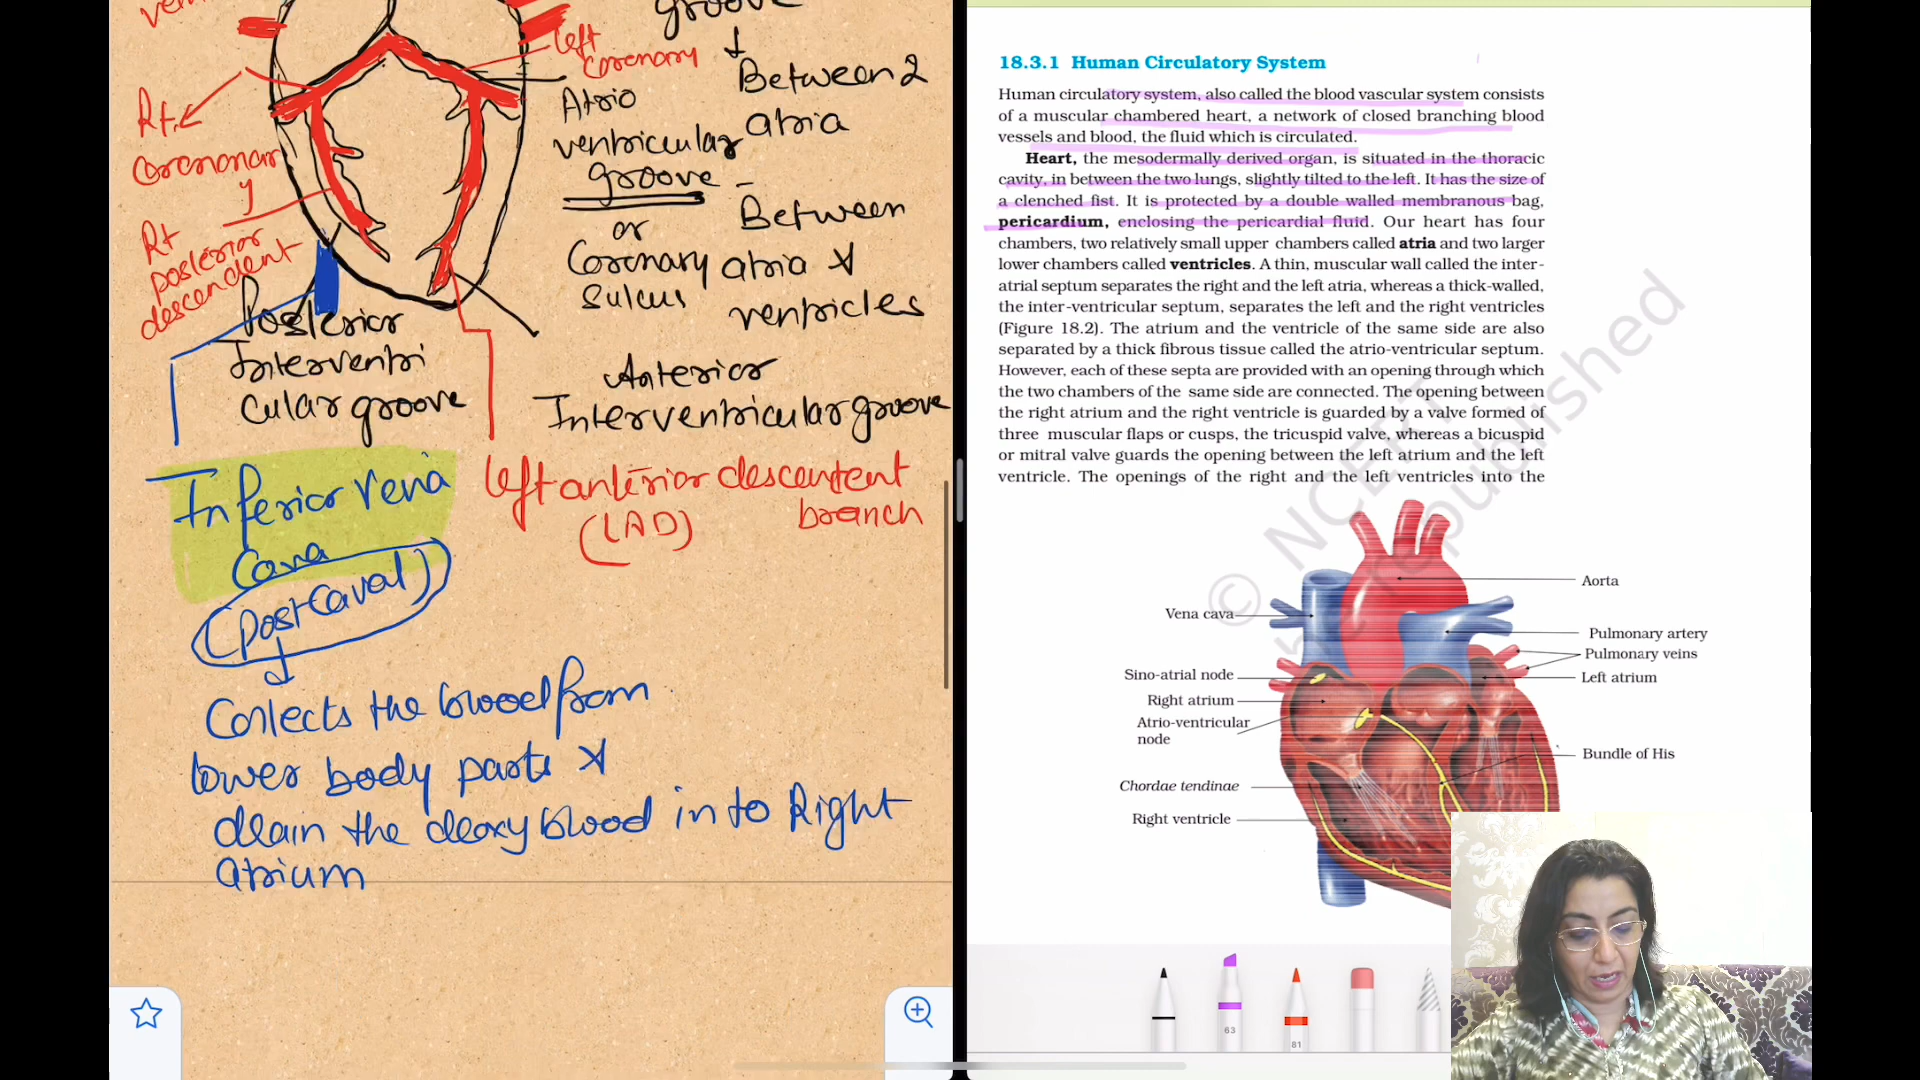 groove
Between 2
atria
left
coronary
Atrio
ventricular
groove
or
Coronary
Sulcus
- Between
atria &
ventricles
Rt.
Rt
posterior
descendent
Posterior
Interventri
cular groove
Anterior
Interventricular groove
Inferior Vena
Cava
(Post Caval)
left anterior descentent
branch
(LAD)
Collects the blood from
lower body parts &
drain the deoxy blood in to Right
atrium
18.3.1 Human Circulatory System
Human circulatory system, also called the blood vascular system consists
of a muscular chambered heart, a network of closed branching blood
vessels and blood, the fluid which is circulated.
Heart, the mesodermally derived organ, is situated in the thoracic
cavity, in between the two lungs, slightly tilted to the left. It has the size of
a clenched fist. It is protected by a double walled membranous bag,
pericardium, enclosing the pericardial fluid. Our heart has four
chambers, two relatively small upper chambers called atria and two larger
lower chambers called ventricles. A thin, muscular wall called the inter-
atrial septum separates the right and the left atria, whereas a thick-walled,
the inter-ventricular septum, separates the left and the right ventricles
(Figure 18.2). The atrium and the ventricle of the same side are also
separated by a thick fibrous tissue called the atrio-ventricular septum.
However, each of these septa are provided with an opening through which
the two chambers of the same side are connected. The opening between
the right atrium and the right ventricle is guarded by a valve formed of
three muscular flaps or cusps, the tricuspid valve, whereas a bicuspid
or mitral valve guards the opening between the left atrium and the left
ventricle. The openings of the right and the left ventricles into the
© NCERT
republished
Aorta
Vena cava
Pulmonary artery
Pulmonary veins
Sino-atrial node
Left atrium
Right atrium
Atrio-ventricular
node
Bundle of His
Chordae tendinae
Right ventricle
63
81